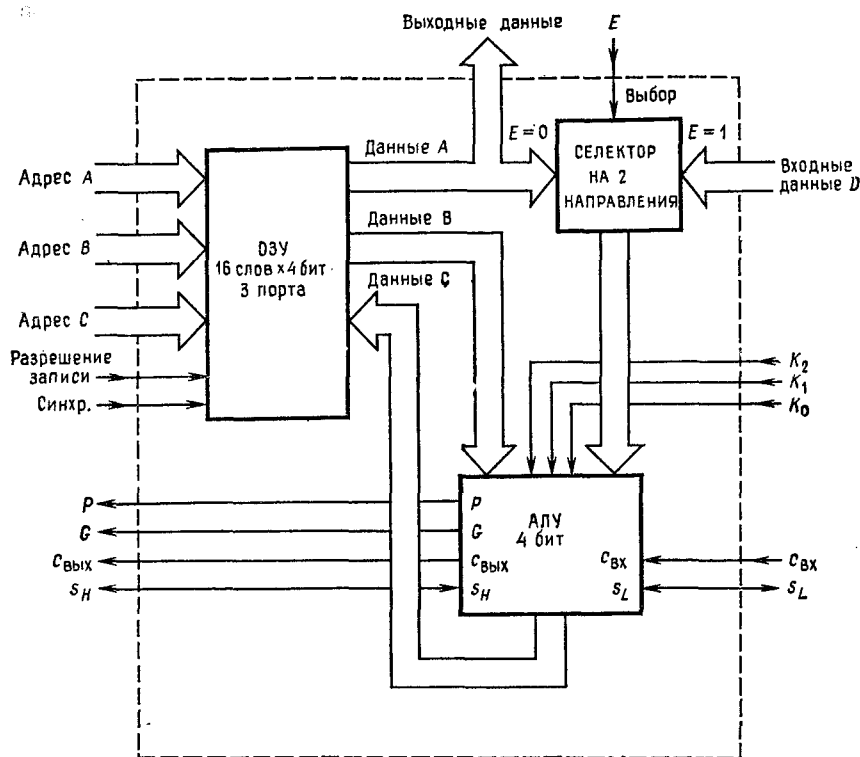 Выходные данные
E
Выбор
E = 0
E = 1
Данные A
СЕЛЕКТОР
НА 2
НАПРАВЛЕНИЯ
Входные
данные D
Адрес A
Адрес B
Адрес C
Данные B
Данные C
ОЗУ
16 слов × 4 бит
3 порта
Разрешение
записи
Синхр.
K₂
K₁
K₀
P
G
cвых
sH
P
G
cвых
sH
АЛУ
4 бит
cвх
sL
cвх
sL